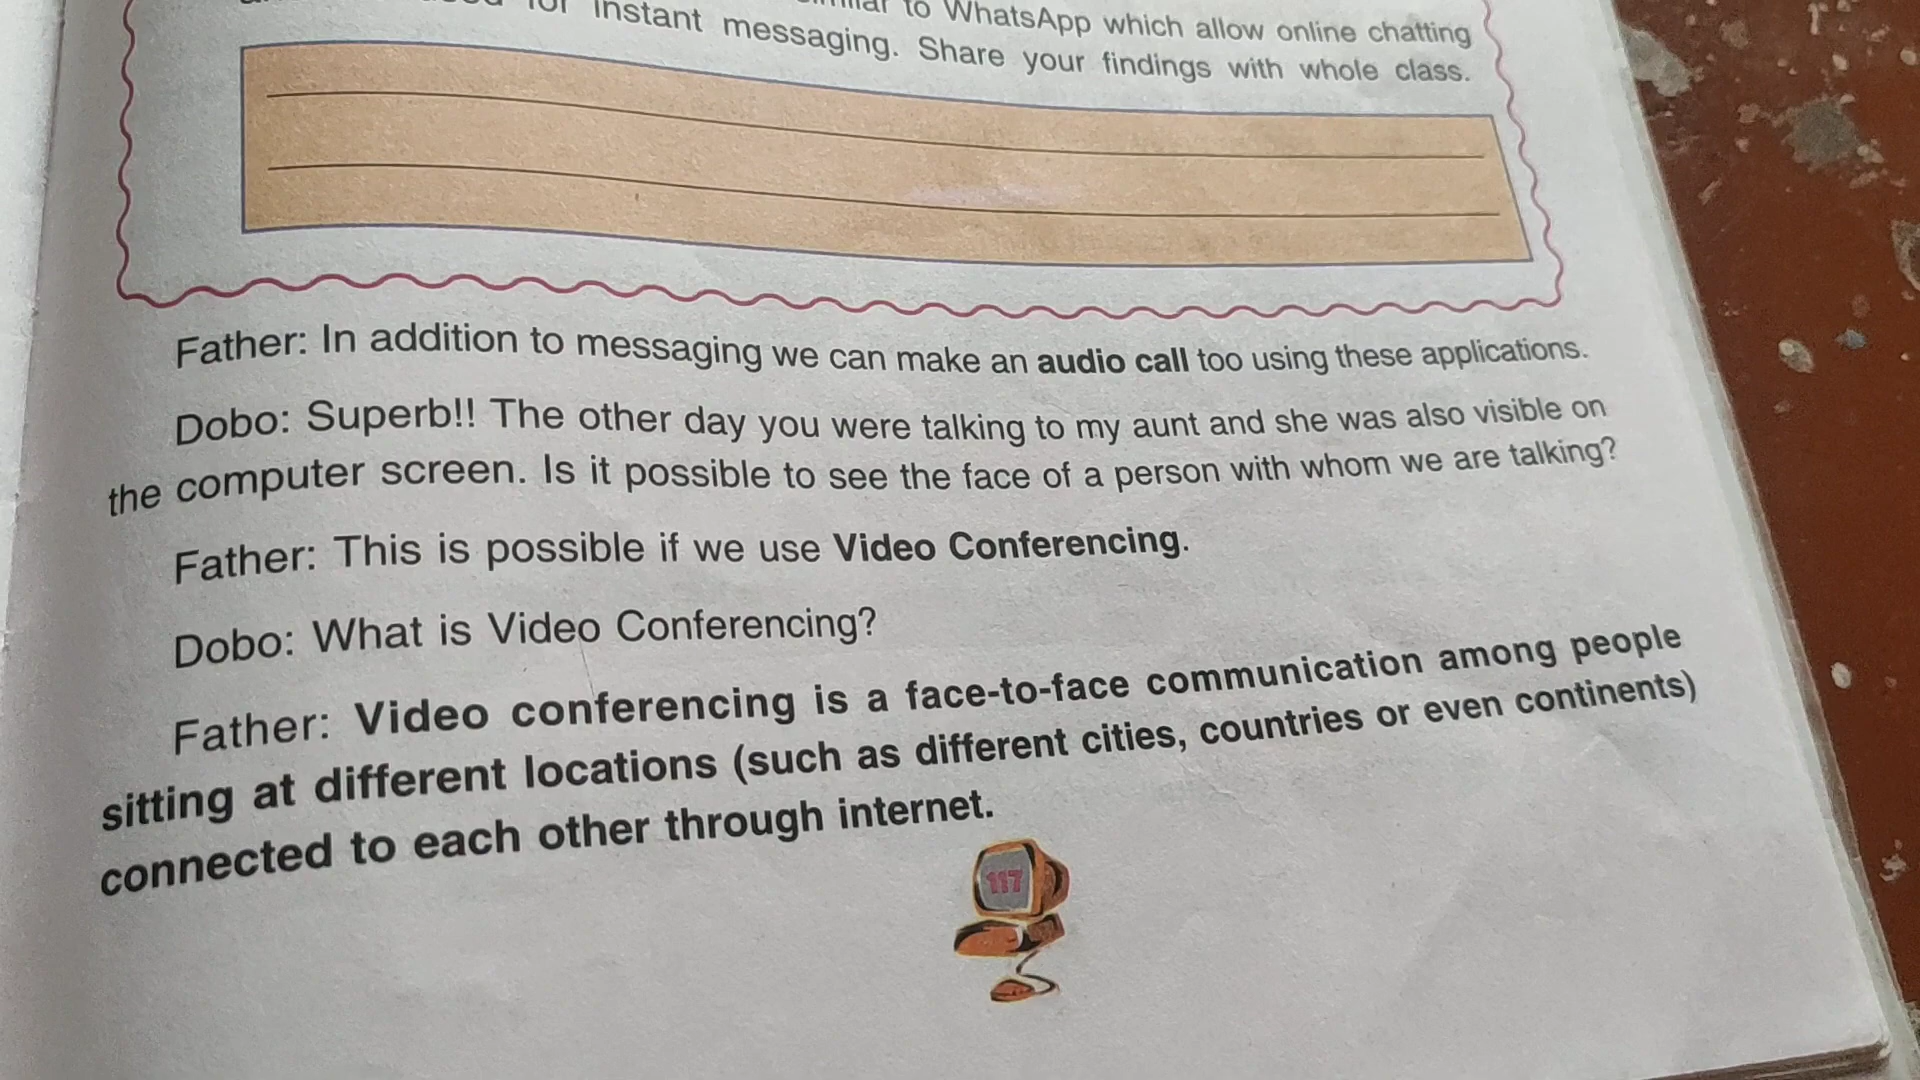 for instant messaging. Share your findings with whole class.
to WhatsApp which allow online chatting
Father: In addition to messaging we can make an audio call too using these applications.
Dobo: Superb!! The other day you were talking to my aunt and she was also visible on
the computer screen. Is it possible to see the face of a person with whom we are talking?
Father: This is possible if we use Video Conferencing.
Dobo: What is Video Conferencing?
Father: Video conferencing is a face-to-face communication among people
sitting at different locations (such as different cities, countries or even continents)
connected to each other through internet.
117